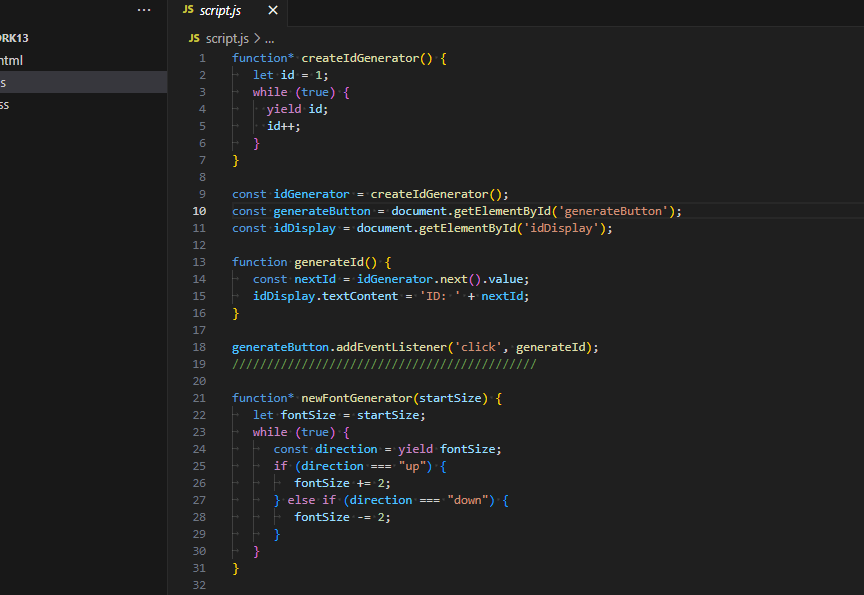 ...
JS script.js ×
ORK13
html
s
ss
JS script.js > ...
1 function* createIdGenerator() {
2 let id = 1;
3 while (true) {
4 yield id;
5 id++;
6 }
7 }
8
9 const idGenerator = createIdGenerator();
10 const generateButton = document.getElementById('generateButton');
11 const idDisplay = document.getElementById('idDisplay');
12
13 function generateId() {
14 const nextId = idGenerator.next().value;
15 idDisplay.textContent = 'ID: ' + nextId;
16 }
17
18 generateButton.addEventListener('click', generateId);
19 ////////////////////////////////////////////
20
21 function* newFontGenerator(startSize) {
22 let fontSize = startSize;
23 while (true) {
24 const direction = yield fontSize;
25 if (direction === "up") {
26 fontSize += 2;
27 } else if (direction === "down") {
28 fontSize -= 2;
29 }
30 }
31 }
32